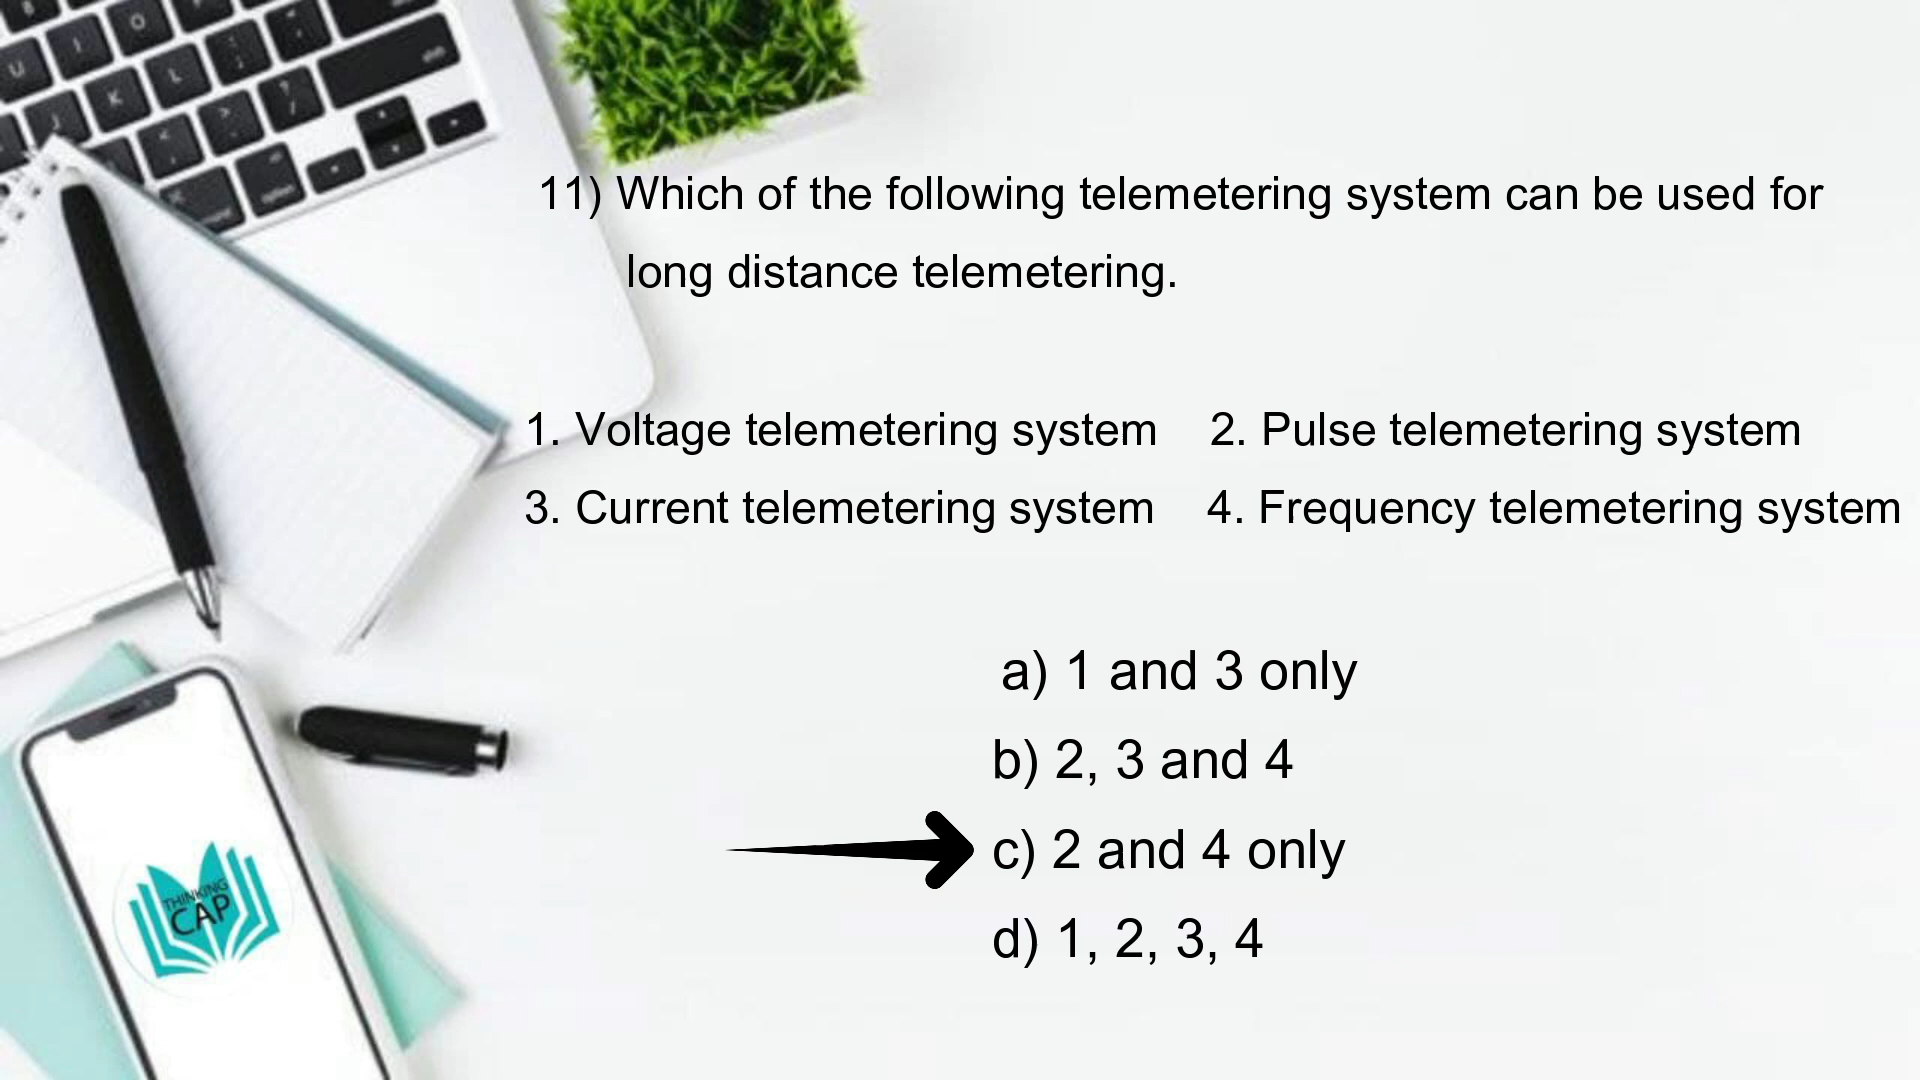 11) Which of the following telemetering system can be used for
long distance telemetering.
1. Voltage telemetering system 2. Pulse telemetering system
3. Current telemetering system 4. Frequency telemetering system
a) 1 and 3 only
b) 2, 3 and 4
c) 2 and 4 only
d) 1, 2, 3, 4
THINKING
CAP